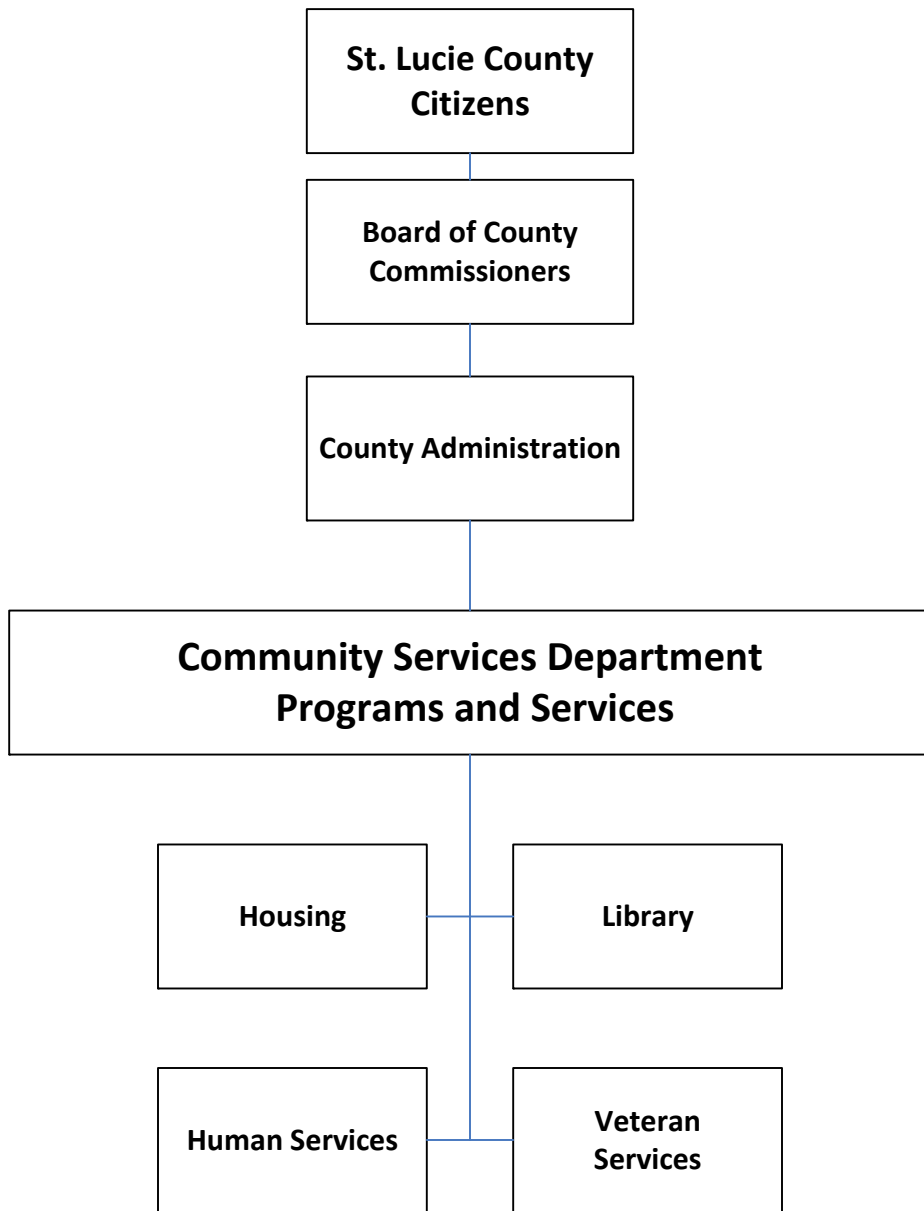 St. Lucie County
Citizens
Board of County
Commissioners
County Administration
Community Services Department
Programs and Services
Housing
Library
Human Services
Veteran
Services